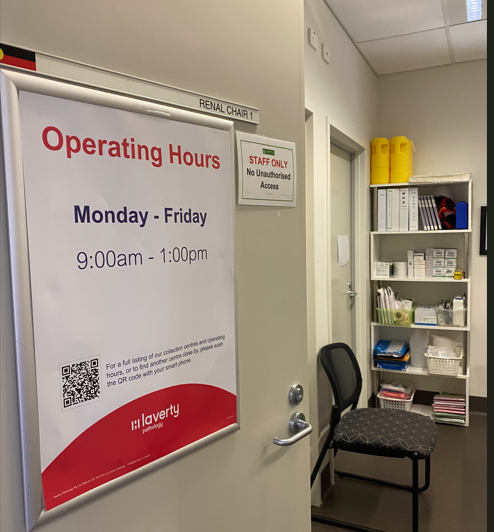 RENAL CHAIR 1
Operating Hours
Monday - Friday
9:00am - 1:00pm
For a full listing of our collection centres and operating
hours, or to find another centre close by, please scan
the QR code with your smart phone.
laverty
pathology
STAFF ONLY
No Unauthorised
Access